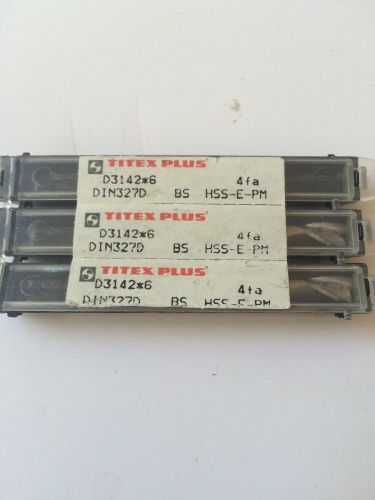 TITEX PLUS
D3142*6 4fa
DIN327D BS HSS-E-PM
TITEX PLUS
D3142*6 4fa
DIN327D BS HSS-E-PM
TITEX PLUS
D3142*6 4fa
DIN327D BS HSS-E-PM